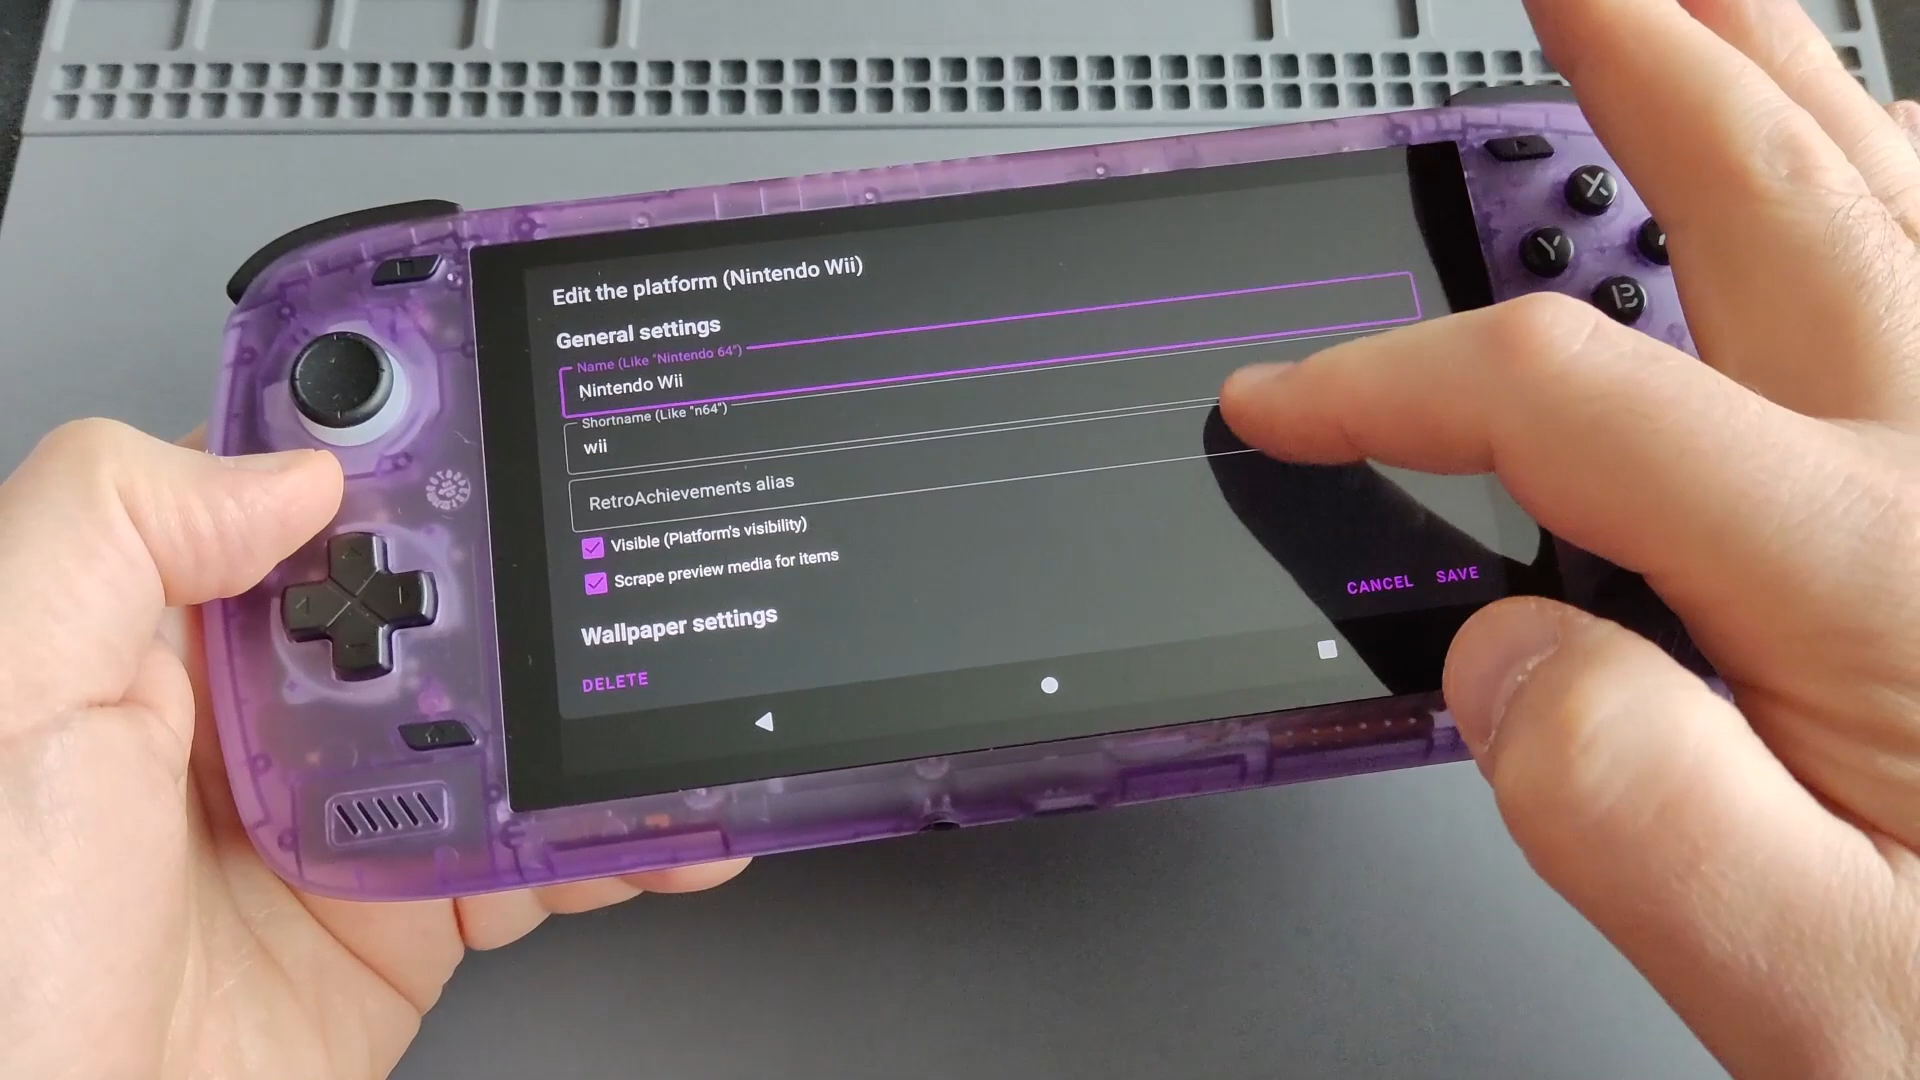 Edit the platform (Nintendo Wii)
General settings
Name (Like "Nintendo 64")
Nintendo Wii
Shortname (Like "n64")
wii
RetroAchievements alias
Visible (Platform's visibility)
Scrape preview media for items
Wallpaper settings
DELETE
CANCEL SAVE
X
Y
B